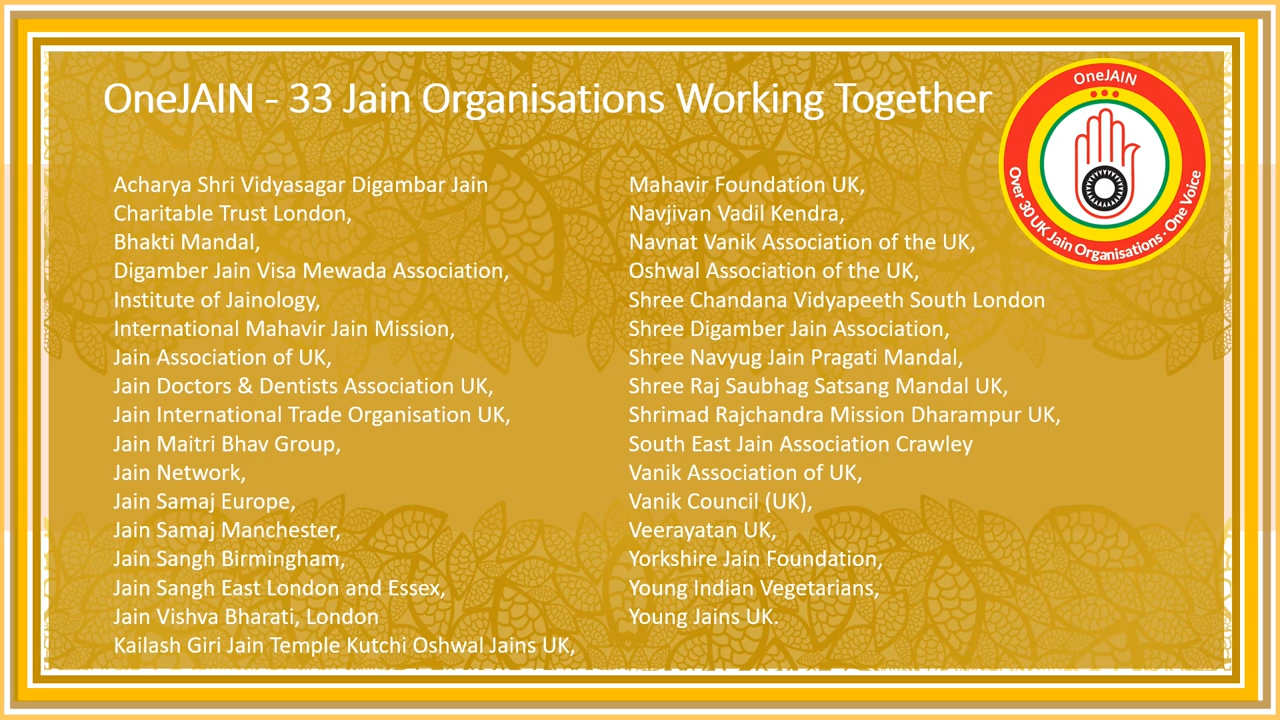 OneJAIN - 33 Jain Organisations Working Together
OneJAIN
Over 30 UK Jain Organisations · One Voice
Acharya Shri Vidyasagar Digambar Jain
Charitable Trust London,
Bhakti Mandal,
Digamber Jain Visa Mewada Association,
Institute of Jainology,
International Mahavir Jain Mission,
Jain Association of UK,
Jain Doctors & Dentists Association UK,
Jain International Trade Organisation UK,
Jain Maitri Bhav Group,
Jain Network,
Jain Samaj Europe,
Jain Samaj Manchester,
Jain Sangh Birmingham,
Jain Sangh East London and Essex,
Jain Vishva Bharati, London
Kailash Giri Jain Temple Kutchi Oshwal Jains UK,
Mahavir Foundation UK,
Navjivan Vadil Kendra,
Navnat Vanik Association of the UK,
Oshwal Association of the UK,
Shree Chandana Vidyapeeth South London
Shree Digamber Jain Association,
Shree Navyug Jain Pragati Mandal,
Shree Raj Saubhag Satsang Mandal UK,
Shrimad Rajchandra Mission Dharampur UK,
South East Jain Association Crawley
Vanik Association of UK,
Vanik Council (UK),
Veerayatan UK,
Yorkshire Jain Foundation,
Young Indian Vegetarians,
Young Jains UK.